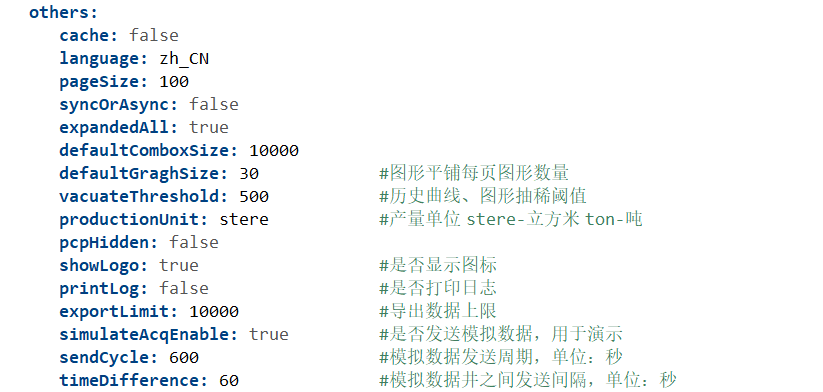 others:
cache: false
language: zh_CN
pageSize: 100
syncOrAsync: false
expandedAll: true
defaultComboxSize: 10000
defaultGraghSize: 30 #图形平铺每页图形数量
vacuateThreshold: 500 #历史曲线、图形抽稀阈值
productionUnit: stere #产量单位 stere-立方米 ton-吨
pcpHidden: false
showLogo: true #是否显示图标
printLog: false #是否打印日志
exportLimit: 10000 #导出数据上限
simulateAcqEnable: true #是否发送模拟数据，用于演示
sendCycle: 600 #模拟数据发送周期，单位：秒
timeDifference: 60 #模拟数据井之间发送间隔，单位：秒